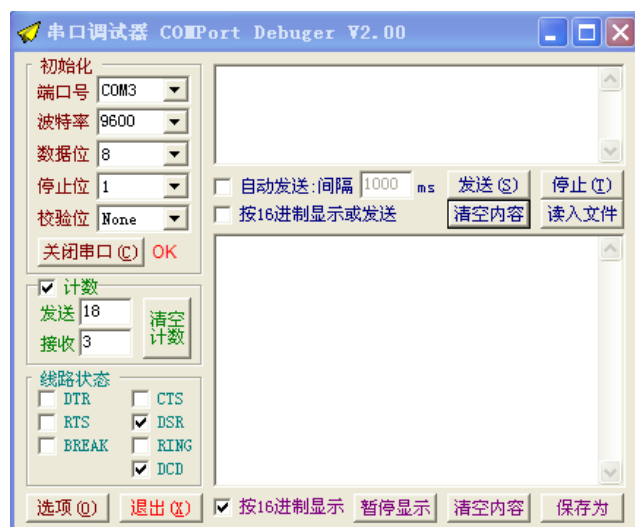 串口调试器 COMPort Debuger V2.00
初始化
端口号 COM3
波特率 9600
数据位 8
停止位 1
校验位 None
关闭串口(C) OK
自动发送:间隔 1000 ms 发送(S) 停止(T)
按16进制显示或发送 清空内容 读入文件
计数
发送 18
接收 3
清空
计数
线路状态
DTR CTS
RTS DSR
BREAK RING
DCD
选项(O) 退出(X) 按16进制显示 暂停显示 清空内容 保存为